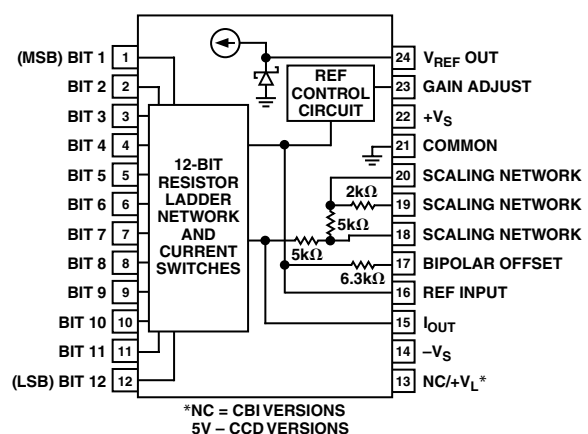 (MSB) BIT 1
BIT 2
BIT 3
BIT 4
BIT 5
BIT 6
BIT 7
BIT 8
BIT 9
BIT 10
BIT 11
(LSB) BIT 12
1
2
3
4
5
6
7
8
9
10
11
12
12-BIT
RESISTOR
LADDER
NETWORK
AND
CURRENT
SWITCHES
REF
CONTROL
CIRCUIT
2kΩ
5kΩ
5kΩ
6.3kΩ
24 VREF OUT
23 GAIN ADJUST
22 +VS
21 COMMON
20 SCALING NETWORK
19 SCALING NETWORK
18 SCALING NETWORK
17 BIPOLAR OFFSET
16 REF INPUT
15 IOUT
14 –VS
13 NC/+VL*
*NC = CBI VERSIONS
5V – CCD VERSIONS